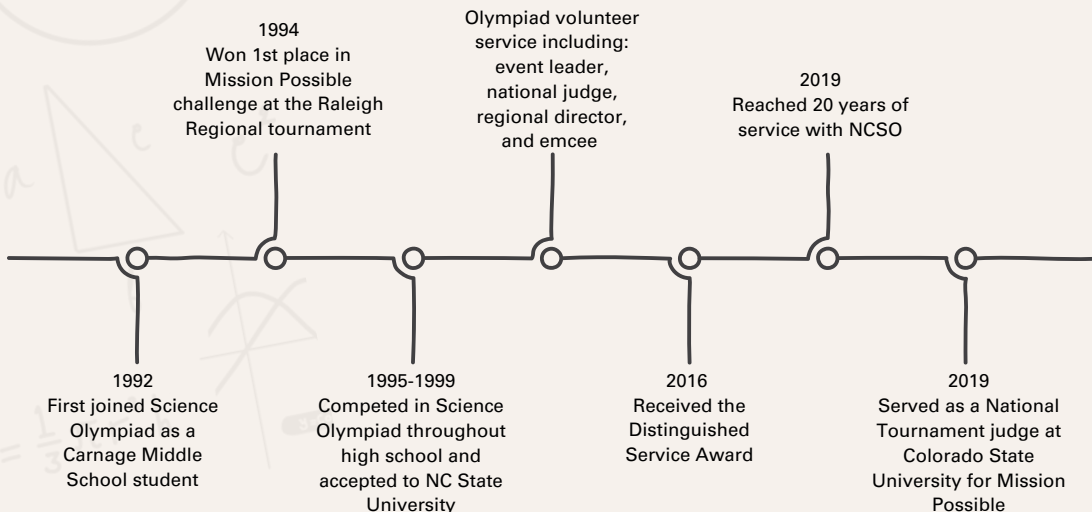 1994
Won 1st place in
Mission Possible
challenge at the Raleigh
Regional tournament
Olympiad volunteer
service including:
event leader,
national judge,
regional director,
and emcee
2019
Reached 20 years of
service with NCSO
1992
First joined Science
Olympiad as a
Carnage Middle
School student
1995-1999
Competed in Science
Olympiad throughout
high school and
accepted to NC State
University
2016
Received the
Distinguished
Service Award
2019
Served as a National
Tournament judge at
Colorado State
University for Mission
Possible